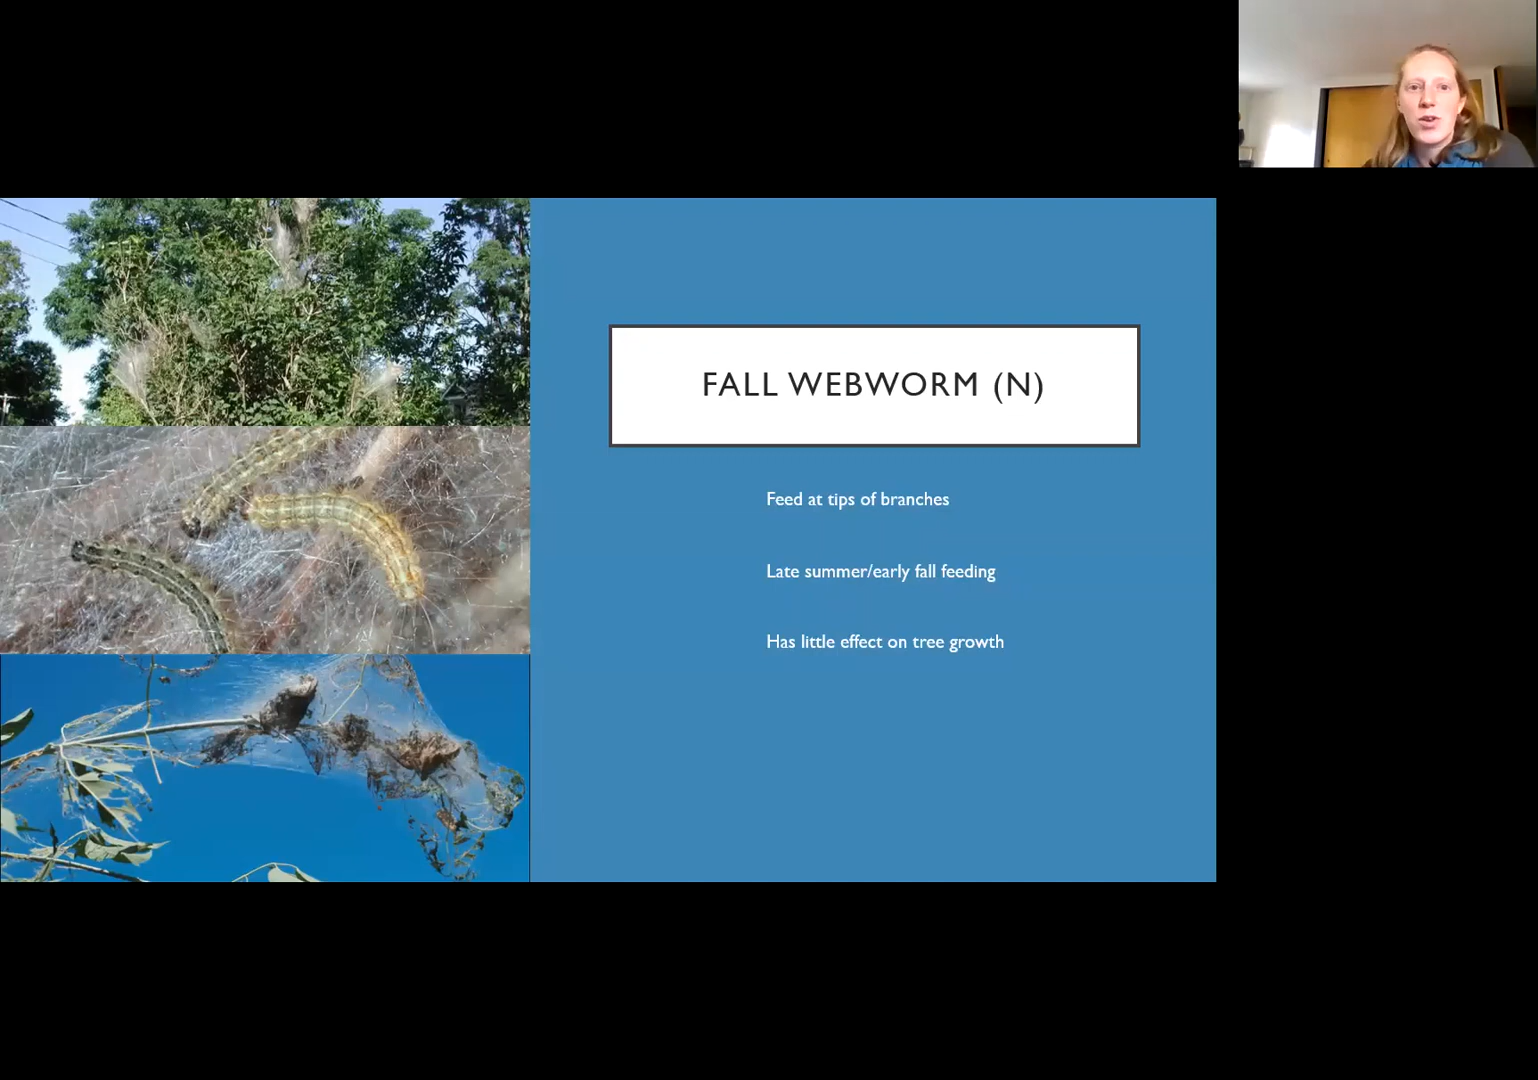 FALL WEBWORM (N)
Feed at tips of branches
Late summer/early fall feeding
Has little effect on tree growth